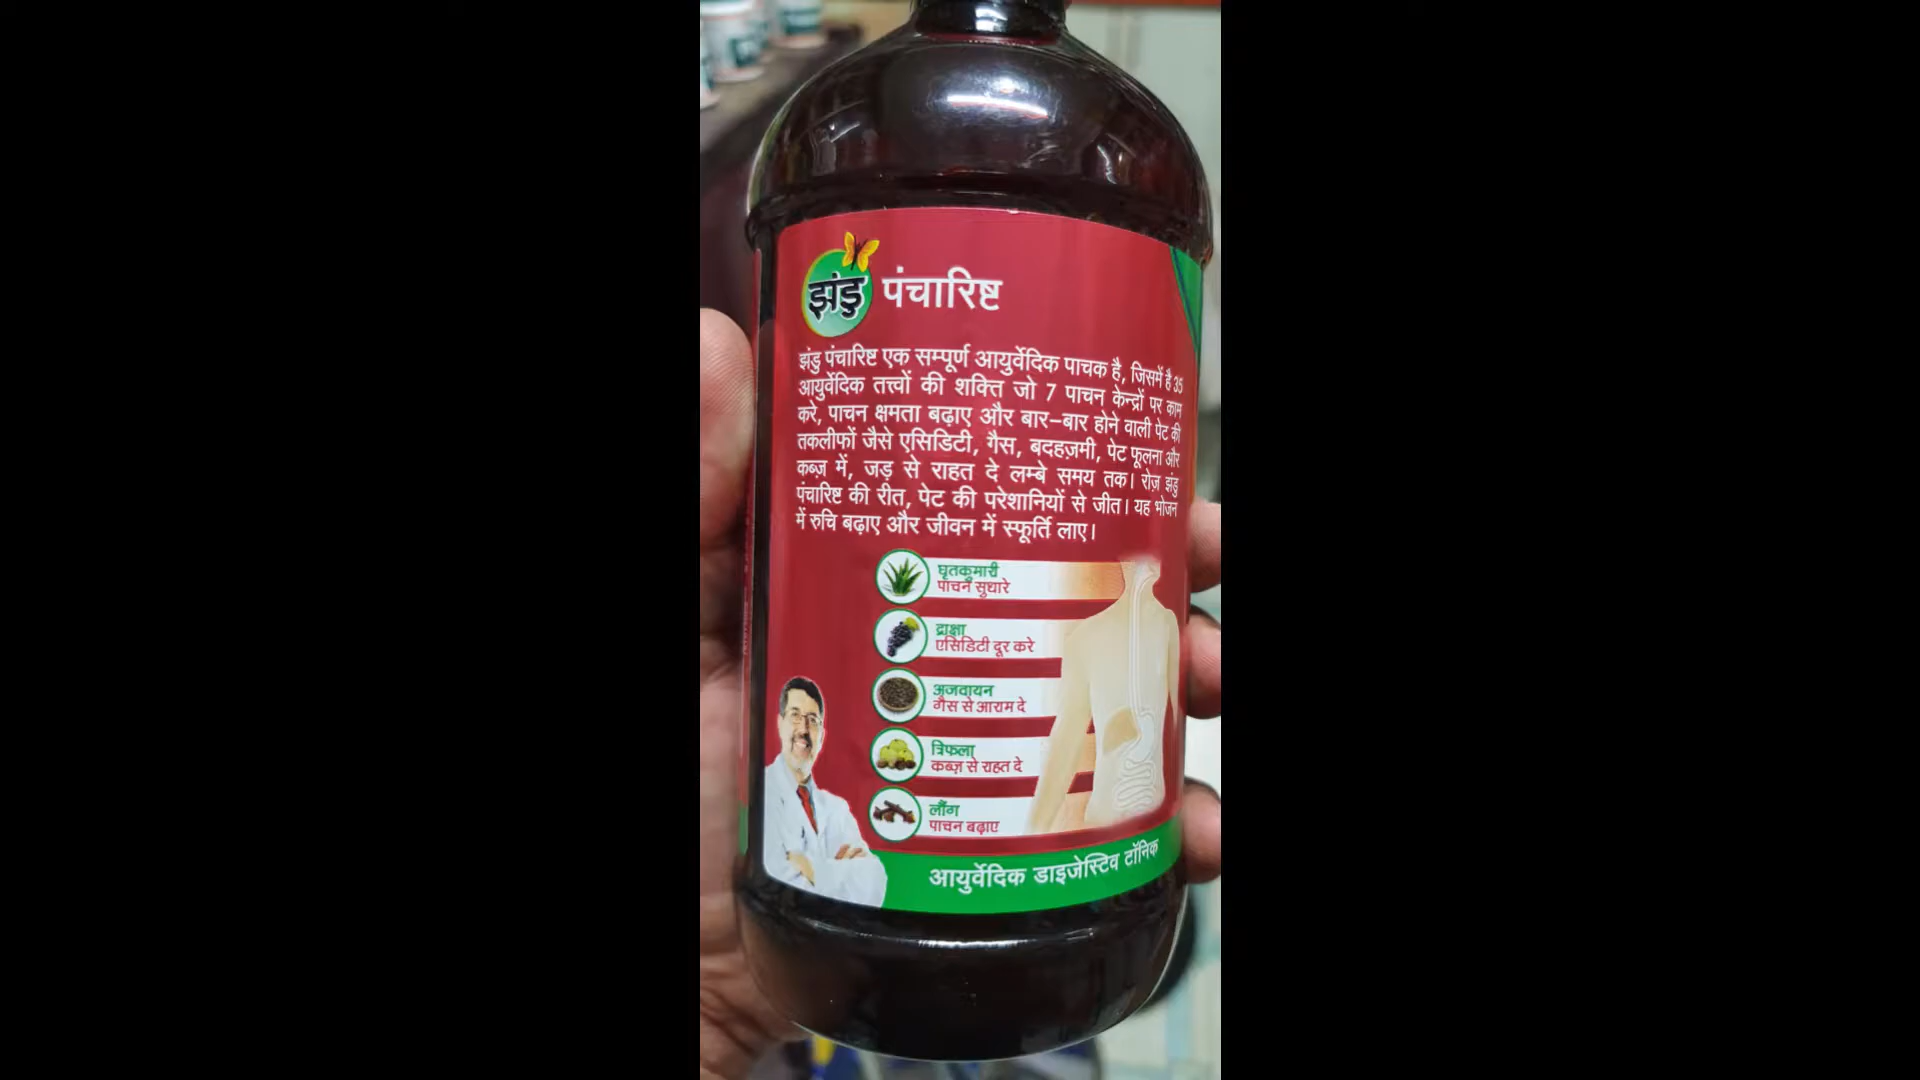 झंडु पंचारिष्ट
झंडु पंचारिष्ट एक सम्पूर्ण आयुर्वेदिक पाचक है, जिसमें है 35
आयुर्वेदिक तत्त्वों की शक्ति जो 7 पाचन केन्द्रों पर काम
करे, पाचन क्षमता बढ़ाए और बार-बार होने वाली पेट की
तकलीफों जैसे एसिडिटी, गैस, बदहज़मी, पेट फूलना और
कब्ज़ में, जड़ से राहत दे लम्बे समय तक। रोज़ झंडु
पंचारिष्ट की रीत, पेट की परेशानियों से जीत। यह भोजन
में रुचि बढ़ाए और जीवन में स्फूर्ति लाए।
घृतकुमारी
पाचन सुधारे
द्राक्षा
एसिडिटी दूर करे
अजवायन
गैस से आराम दे
त्रिफला
कब्ज़ से राहत दे
लौंग
पाचन बढ़ाए
आयुर्वेदिक डाइजेस्टिव टॉनिक